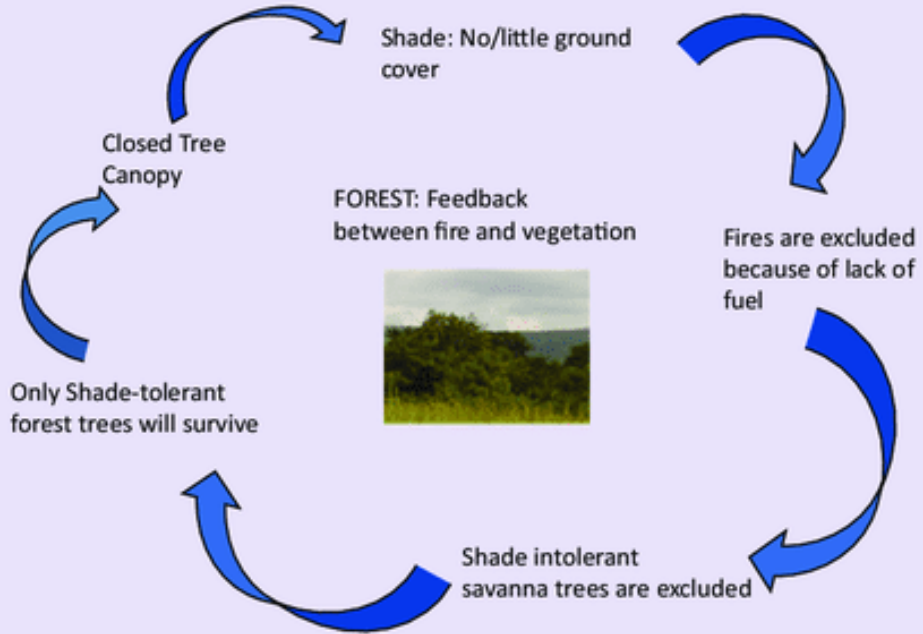 Shade: No/little ground
cover
Fires are excluded
because of lack of
fuel
Shade intolerant
savanna trees are excluded
Only Shade-tolerant
forest trees will survive
Closed Tree
Canopy
FOREST: Feedback
between fire and vegetation